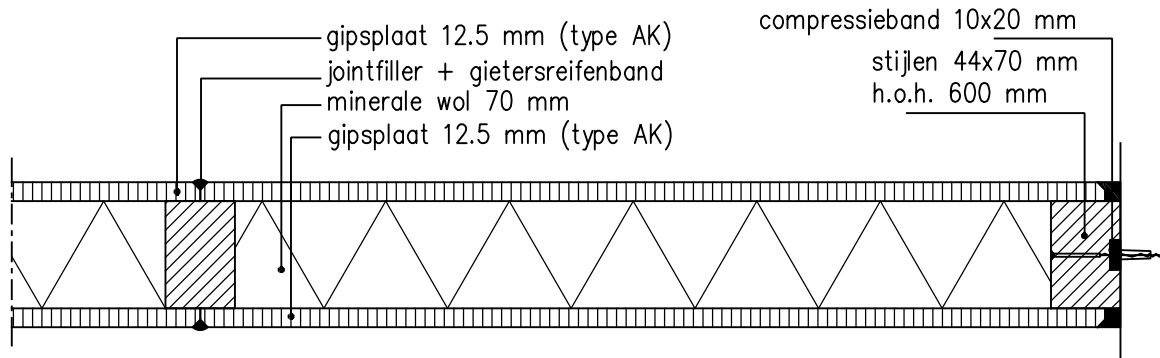 gipsplaat 12.5 mm (type AK)
jointfiller + gietersreifenband
minerale wol 70 mm
gipsplaat 12.5 mm (type AK)
compressieband 10x20 mm
stijlen 44x70 mm
h.o.h. 600 mm